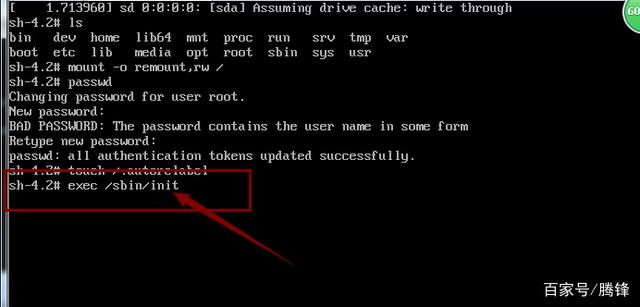 [    1.713960] sd 0:0:0:0: [sda] Assuming drive cache: write through
sh-4.2# ls
bin dev home lib64 mnt proc run srv tmp var
boot etc lib media opt root sbin sys usr
sh-4.2# mount -o remount,rw /
sh-4.2# passwd
Changing password for user root.
New password:
BAD PASSWORD: The password contains the user name in some form
Retype new password:
passwd: all authentication tokens updated successfully.
sh-4.2# touch /.autorelabel
sh-4.2# exec /sbin/init
60
百家号/腾锋